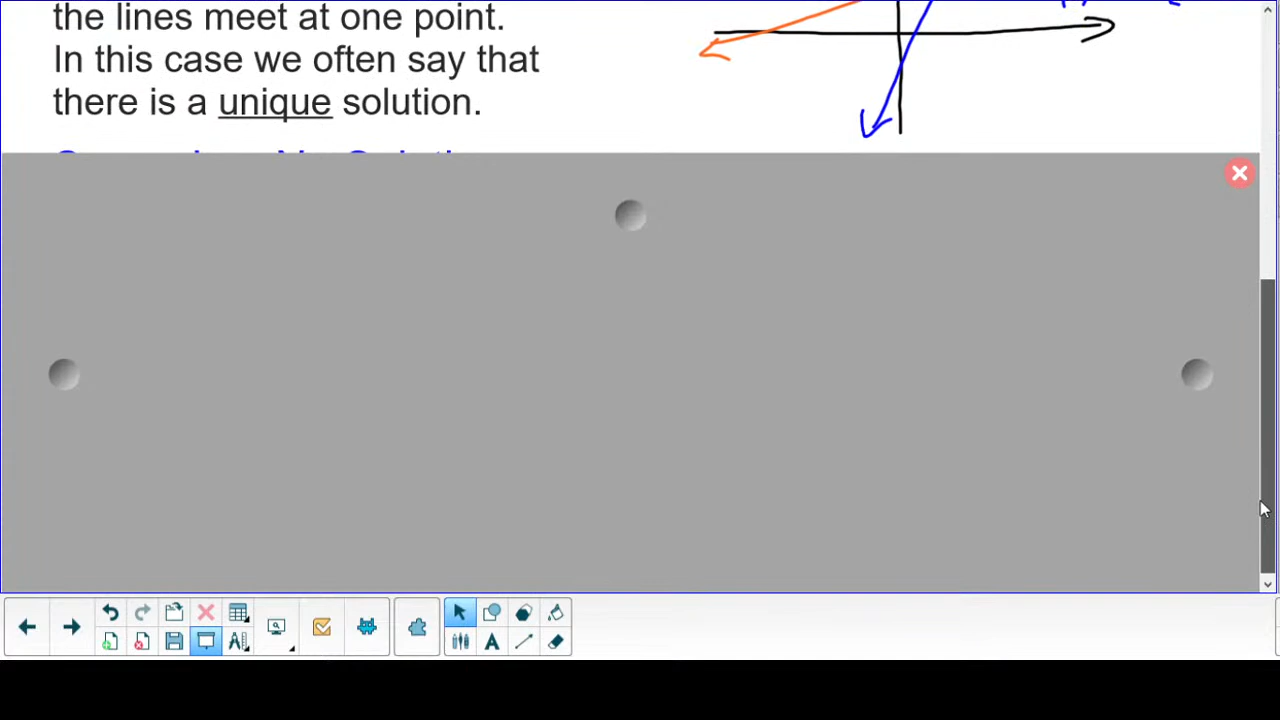 the lines meet at one point.
In this case we often say that
there is a unique solution.